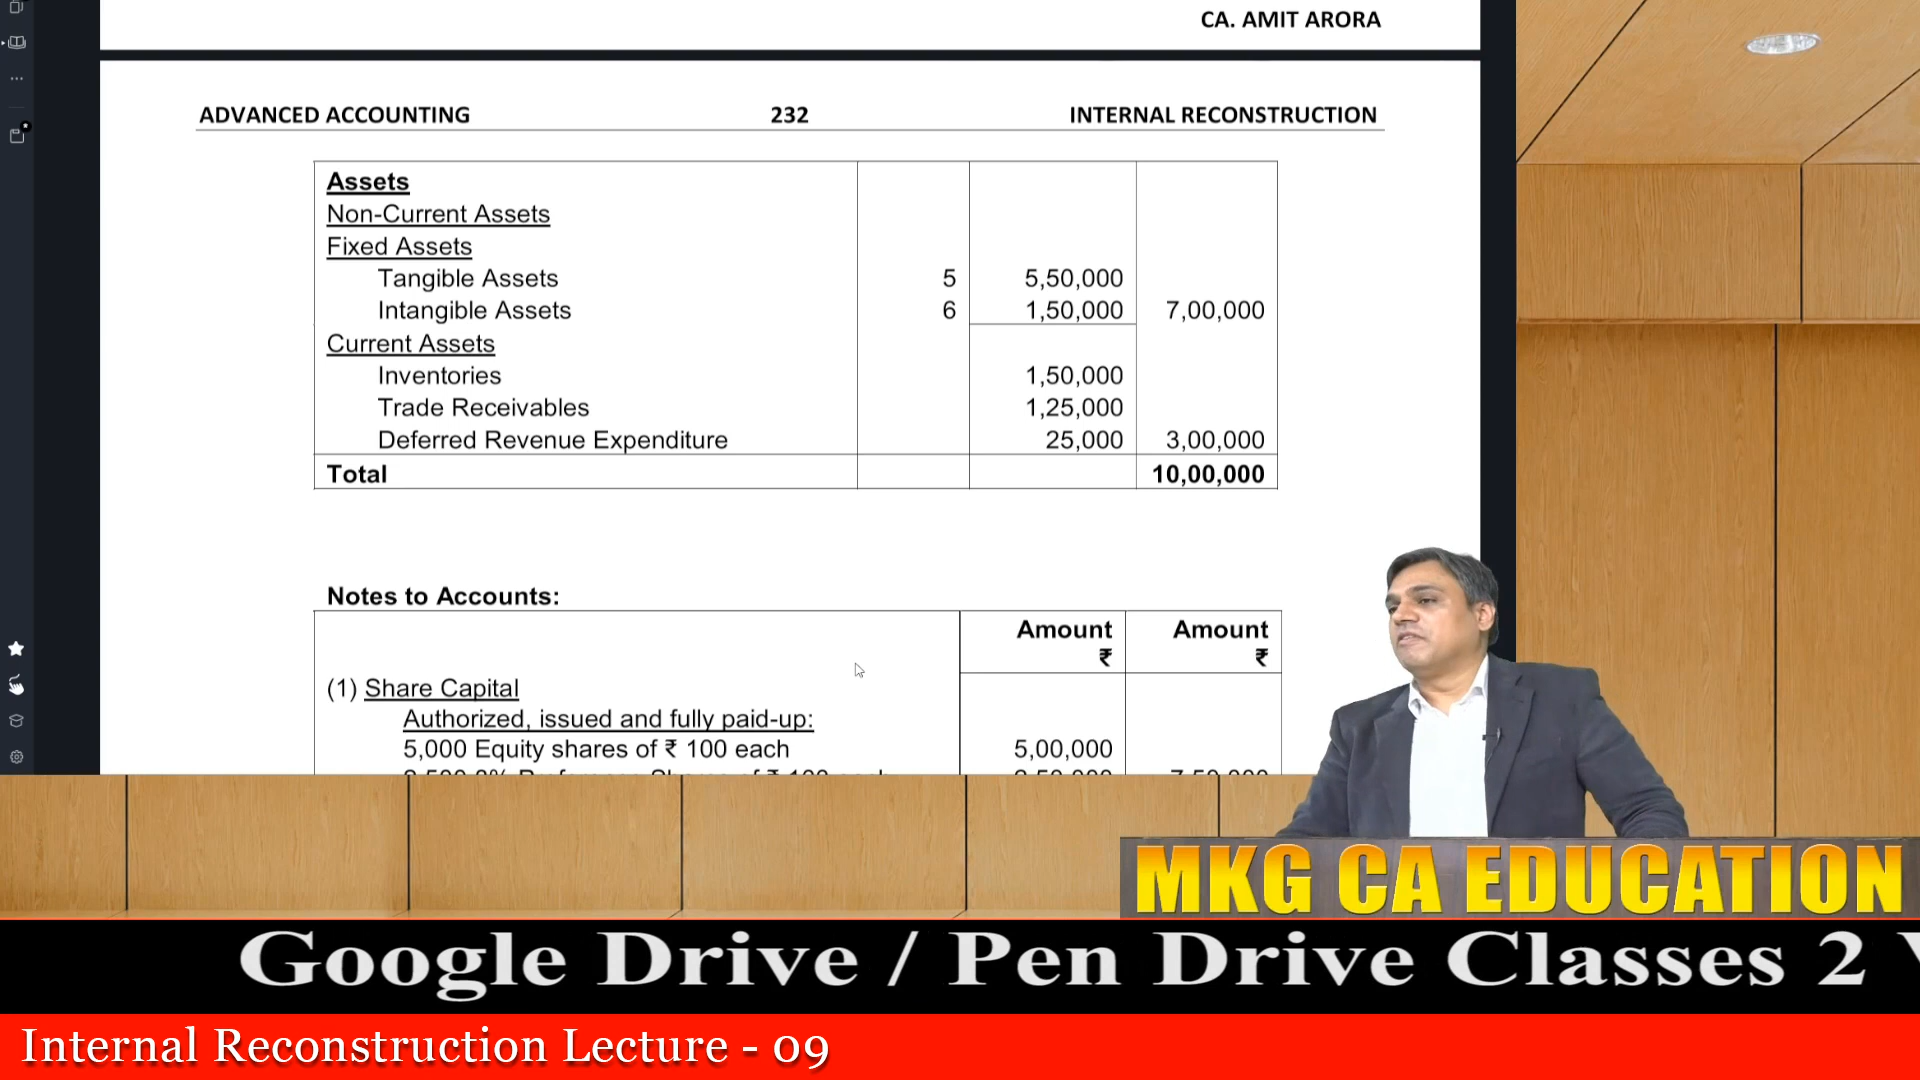 CA. AMIT ARORA
ADVANCED ACCOUNTING 232 INTERNAL RECONSTRUCTION
Assets
Non-Current Assets
Fixed Assets
Tangible Assets 5 5,50,000
Intangible Assets 6 1,50,000 7,00,000
Current Assets
Inventories 1,50,000
Trade Receivables 1,25,000
Deferred Revenue Expenditure 25,000 3,00,000
Total 10,00,000
Notes to Accounts:
Amount ₹ Amount ₹
(1) Share Capital
Authorized, issued and fully paid-up:
5,000 Equity shares of ₹ 100 each 5,00,000
MKG CA EDUCATION
Google Drive / Pen Drive Classes 2
Internal Reconstruction Lecture - 09